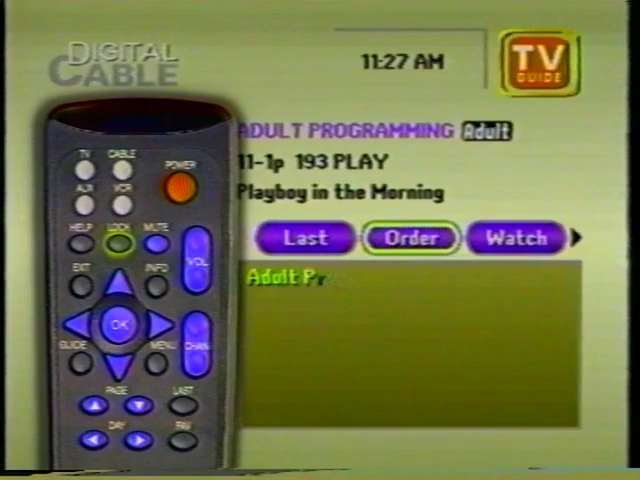 DIGITAL
CABLE
11:27 AM
TV
GUIDE
ADULT PROGRAMMING Adult
11-1p 193 PLAY
Playboy in the Morning
Last
Order
Watch
Adult Pr
TV
CABLE
POWER
AUX
VCR
HELP
LOCK
MUTE
VOL
EXIT
INFO
OK
GUIDE
MENU
CHAN
PAGE
LAST
DAY
FAV